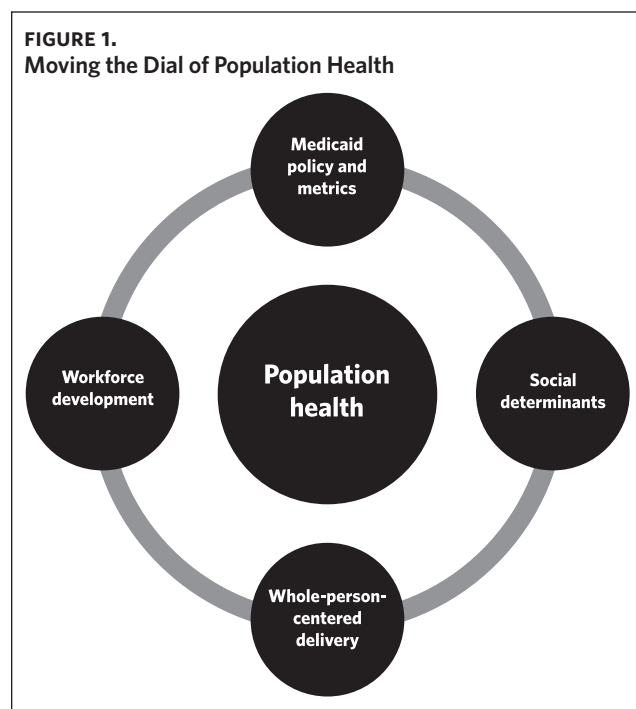 FIGURE 1.
Moving the Dial of Population Health
Medicaid
policy and
metrics
Workforce
development
Population
health
Social
determinants
Whole-person-
centered
delivery